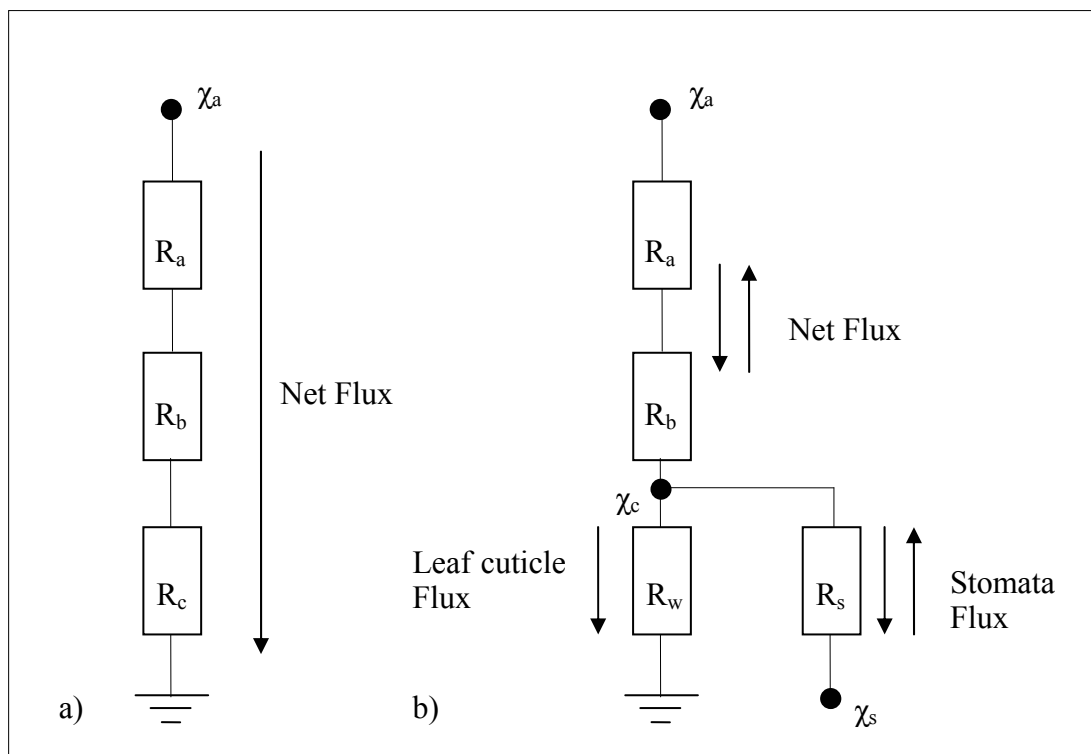 χa
Ra
Rb
Net Flux
Rc
a)
χa
Ra
Net Flux
Rb
χc
Leaf cuticle
Flux
Rw
Rs
Stomata
Flux
b)
χs